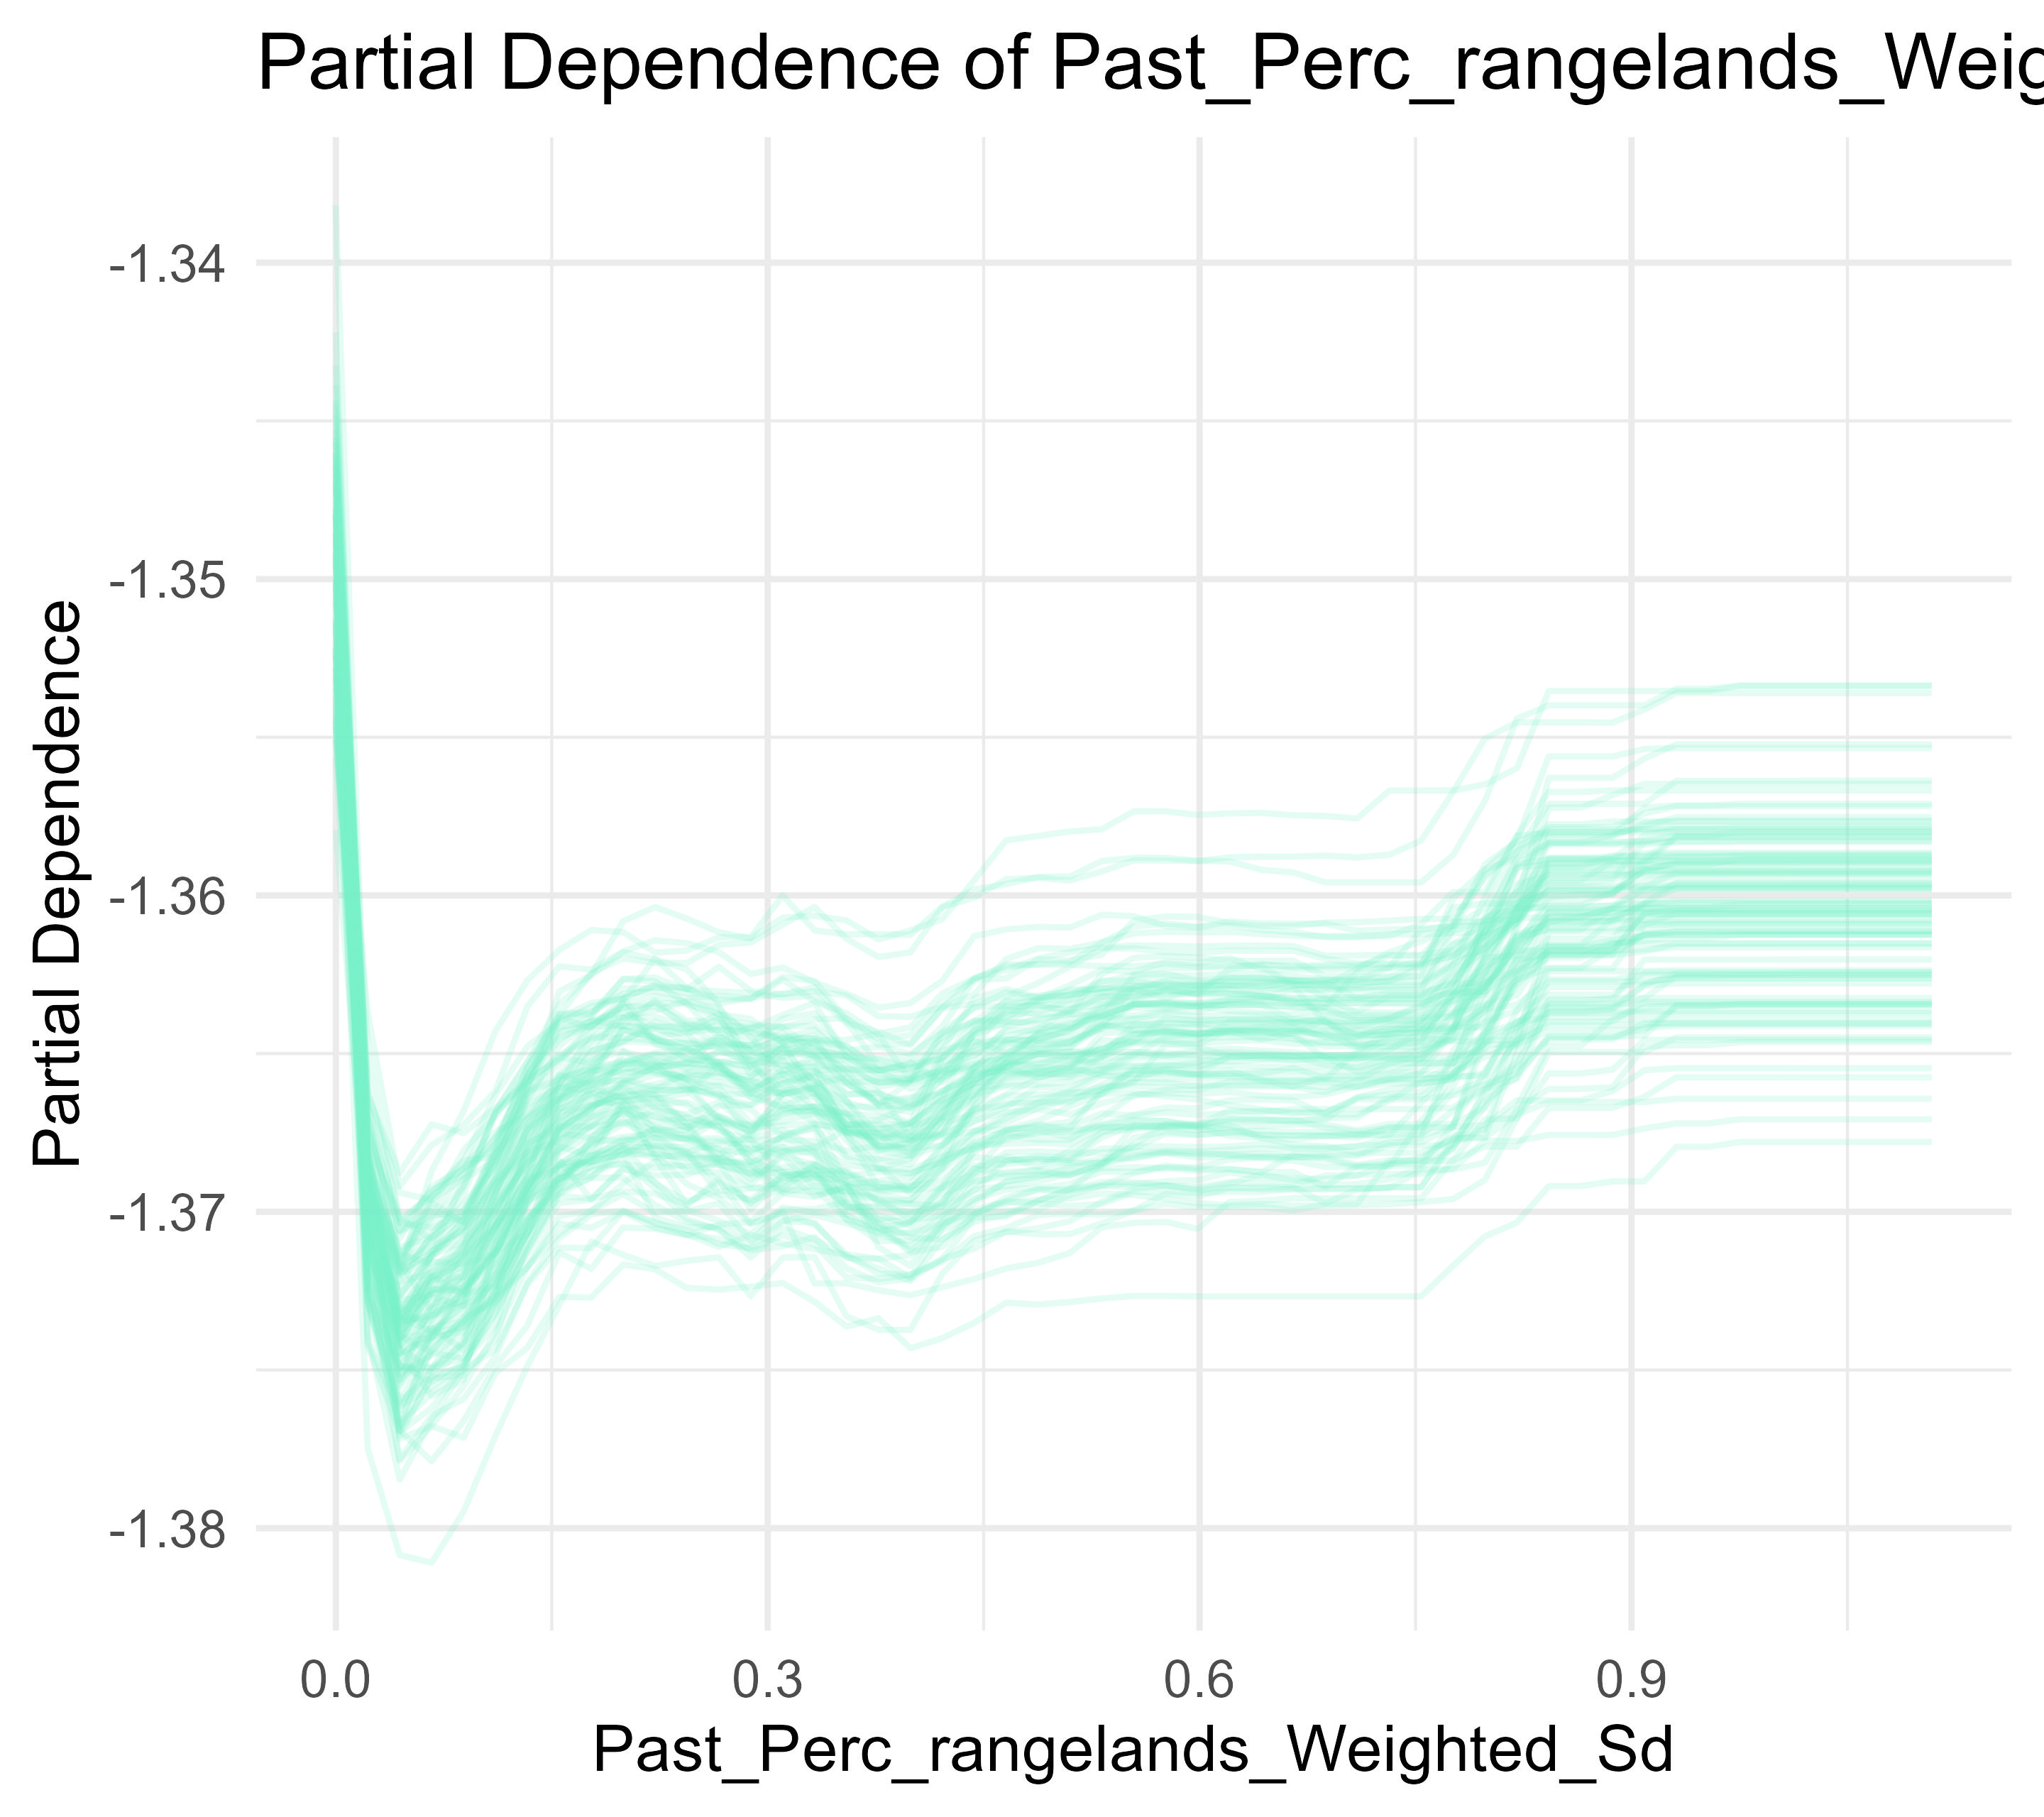 Partial Dependence of Past_Perc_rangelands_Weig
-1.34
-1.35
-1.36
-1.37
-1.38
Partial Dependence
0.0 0.3 0.6 0.9
Past_Perc_rangelands_Weighted_Sd